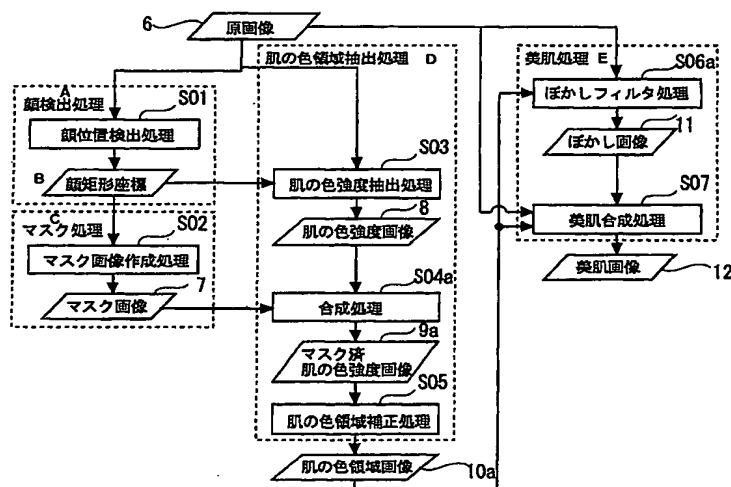 6
原画像
肌の色領域抽出処理 D
美肌処理 E
S06a
ぼかしフィルタ処理
A
顔検出処理
S01
顔位置検出処理
11
ぼかし画像
S03
B
顔矩形座標
肌の色強度抽出処理
S07
8
美肌合成処理
C
マスク処理
S02
肌の色強度画像
マスク画像作成処理
美肌画像
12
7
S04a
マスク画像
合成処理
9a
マスク済
肌の色強度画像
S05
肌の色領域補正処理
肌の色領域画像
10a